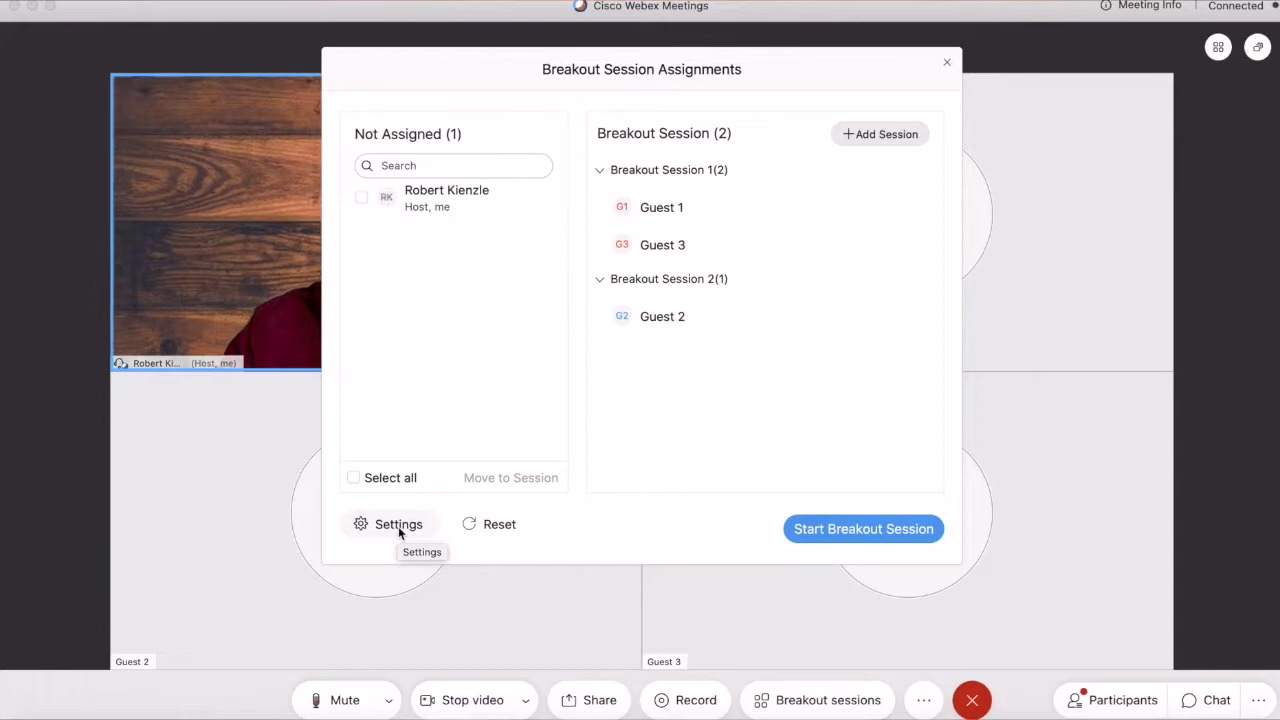 Cisco Webex Meetings
Meeting Info
Connected
Breakout Session Assignments
Not Assigned (1)
Search
RK
Robert Kienzle
Host, me
Select all
Move to Session
Breakout Session (2)
Add Session
Breakout Session 1(2)
G1 Guest 1
G3 Guest 3
Breakout Session 2(1)
G2 Guest 2
Settings
Reset
Start Breakout Session
Settings
Robert Ki... (Host, me)
Guest 2
Guest 3
Mute
Stop video
Share
Record
Breakout sessions
...
Participants
Chat
...